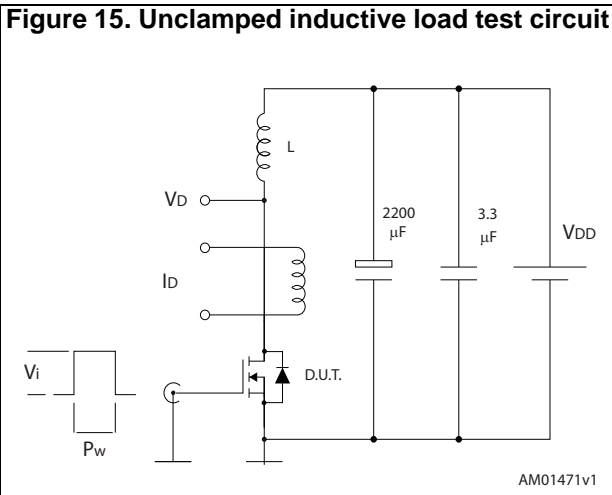 Figure 15. Unclamped inductive load test circuit
L
VD
2200
μF
3.3
μF
VDD
ID
Vi
D.U.T.
Pw
AM01471v1